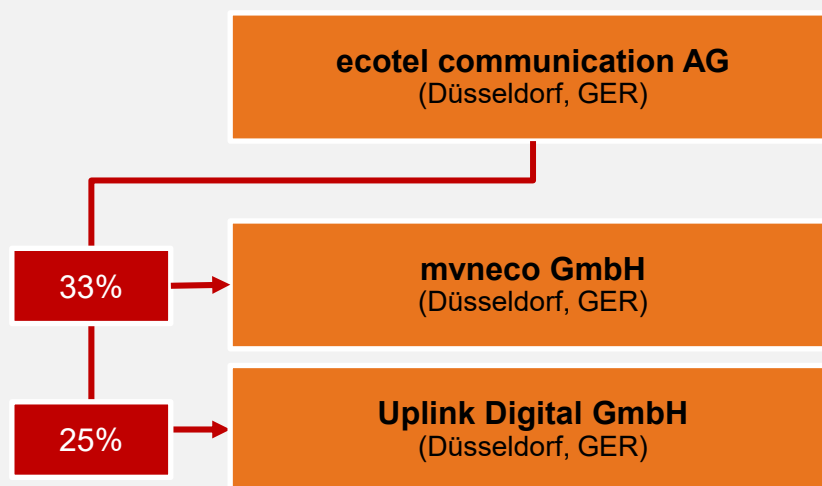 ecotel communication AG
(Düsseldorf, GER)
33%
mvneco GmbH
(Düsseldorf, GER)
25%
Uplink Digital GmbH
(Düsseldorf, GER)